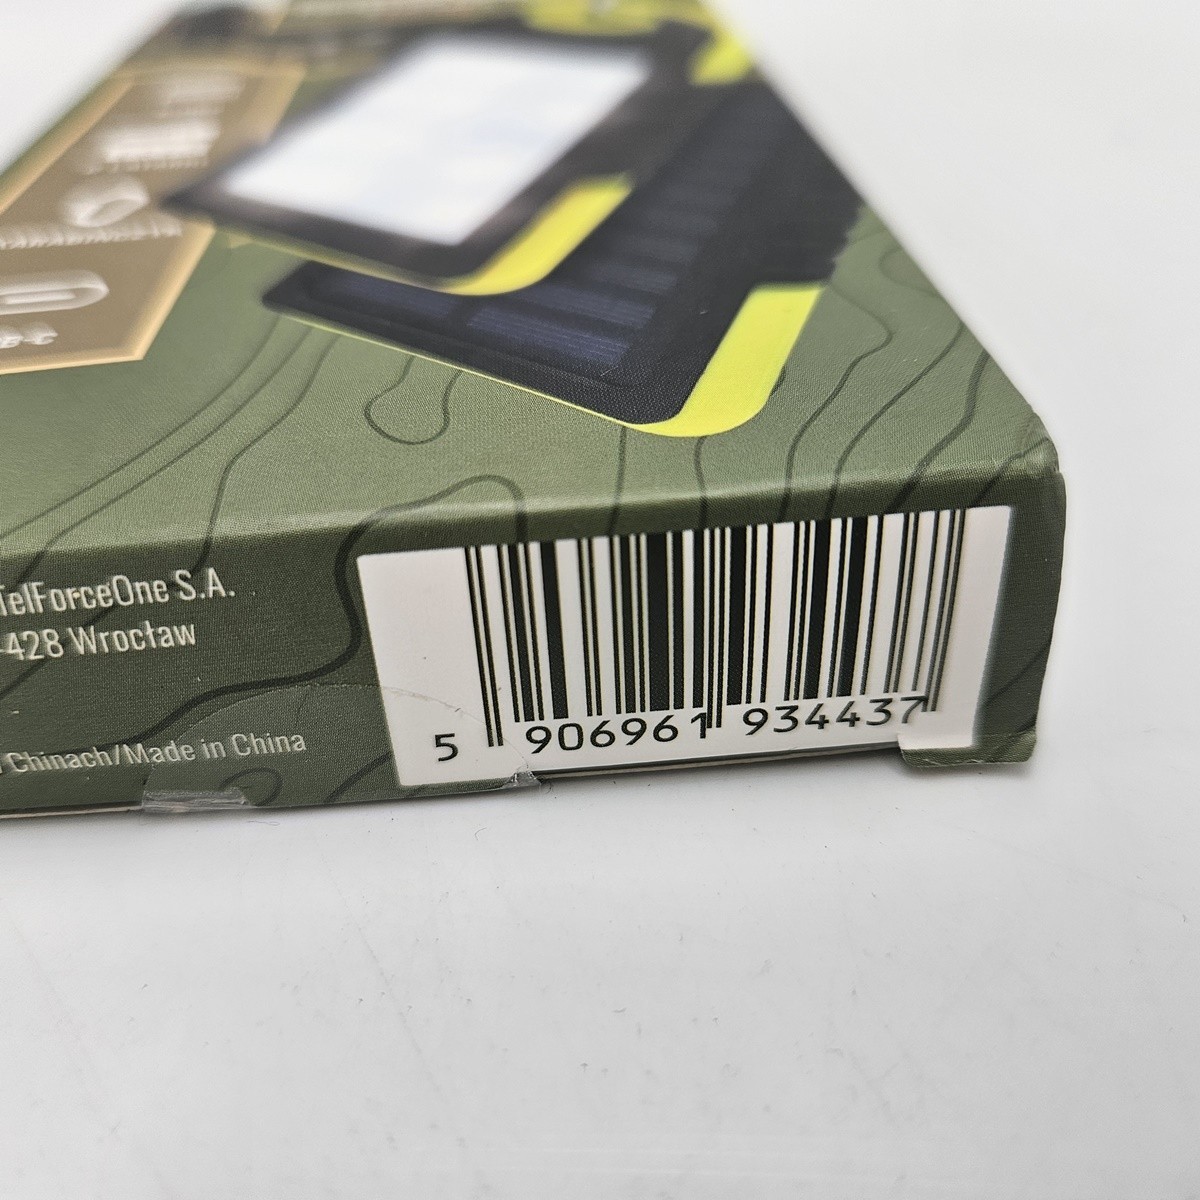 TelForceOne S.A.
-428 Wrocław
Chinach/Made in China
5 906961 934437